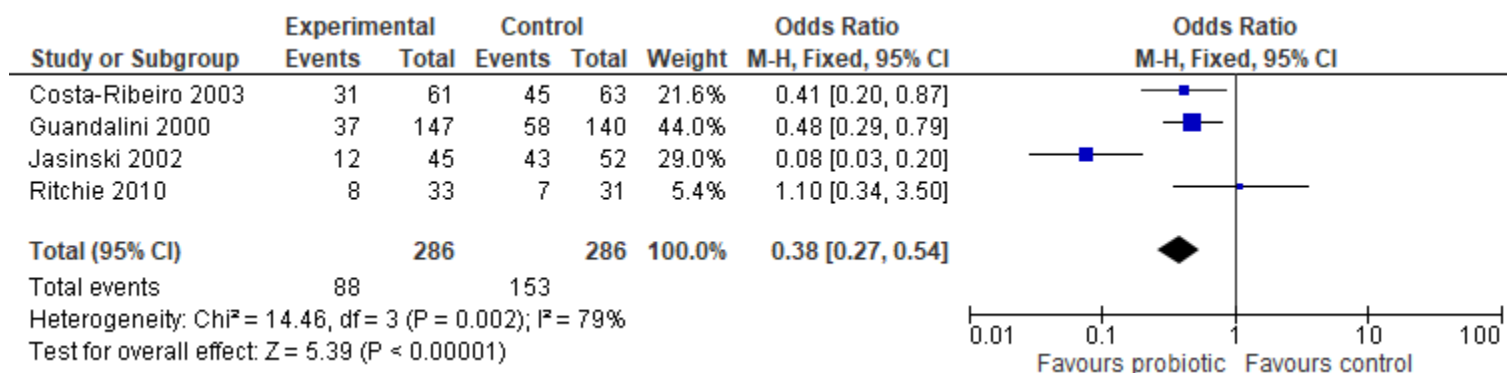 Experimental Control Odds Ratio Odds Ratio
Study or Subgroup Events Total Events Total Weight M-H, Fixed, 95% CI M-H, Fixed, 95% CI
Costa-Ribeiro 2003 31 61 45 63 21.6% 0.41 [0.20, 0.87]
Guandalini 2000 37 147 58 140 44.0% 0.48 [0.29, 0.79]
Jasinski 2002 12 45 43 52 29.0% 0.08 [0.03, 0.20]
Ritchie 2010 8 33 7 31 5.4% 1.10 [0.34, 3.50]
Total (95% CI) 286 286 100.0% 0.38 [0.27, 0.54]
Total events 88 153
Heterogeneity: Chi² = 14.46, df = 3 (P = 0.002); I² = 79%
Test for overall effect: Z = 5.39 (P < 0.00001)
0.01 0.1 1 10 100
Favours probiotic Favours control